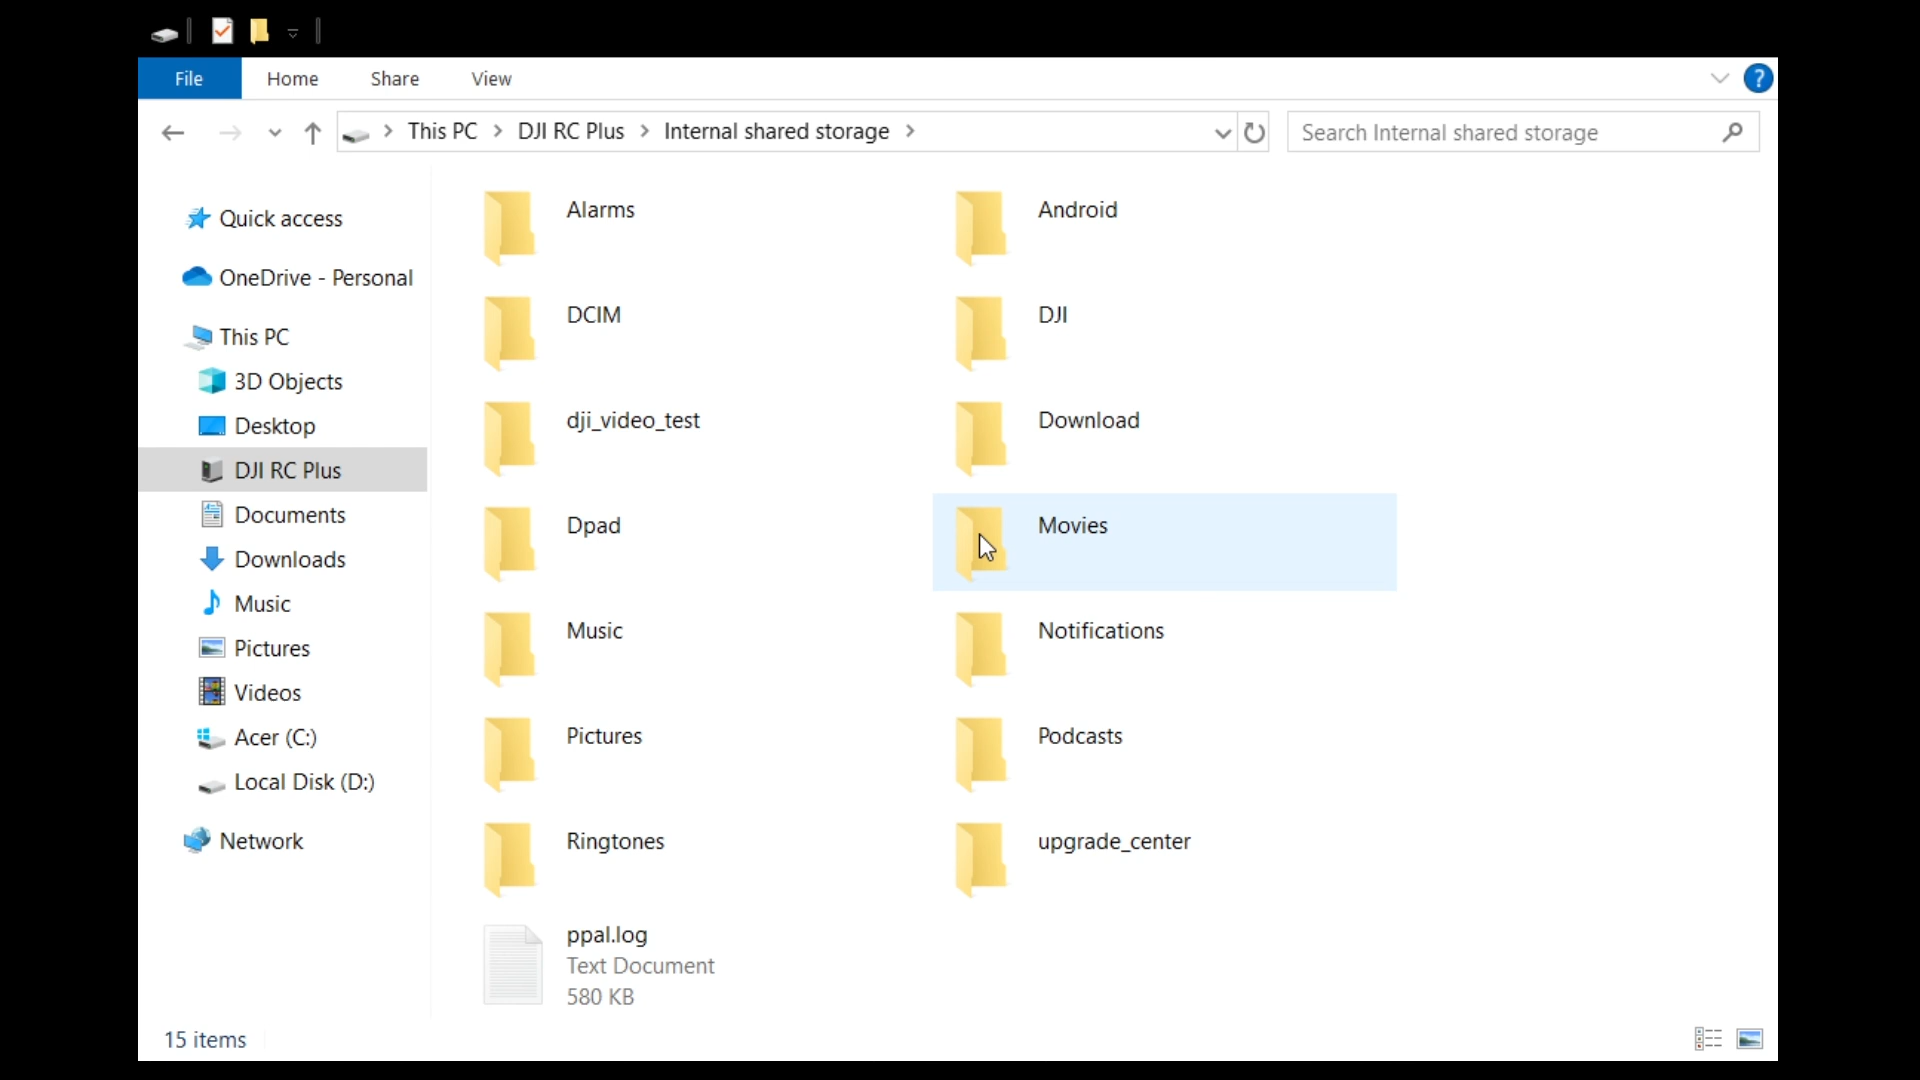 File Home Share View ?
This PC > DJI RC Plus > Internal shared storage >
Search Internal shared storage
Quick access
OneDrive - Personal
This PC
3D Objects
Desktop
DJI RC Plus
Documents
Downloads
Music
Pictures
Videos
Acer (C:)
Local Disk (D:)
Network
Alarms
Android
DCIM
DJI
dji_video_test
Download
Dpad
Movies
Music
Notifications
Pictures
Podcasts
Ringtones
upgrade_center
ppal.log
Text Document
580 KB
15 items